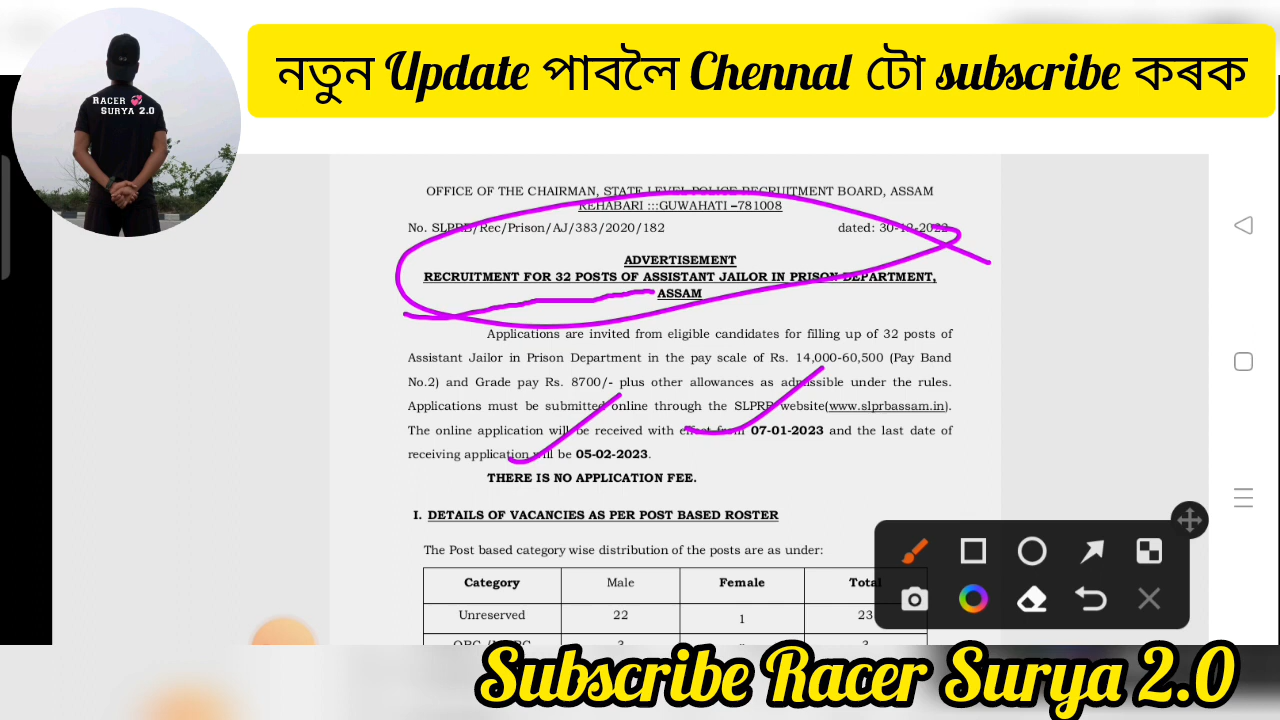 নতুন Update পাবলৈ Chennal টো subscribe কৰক
RACER
SURYA 2.0
OFFICE OF THE CHAIRMAN, STATE LEVEL POLICE RECRUITMENT BOARD, ASSAM
REHABARI :::GUWAHATI –781008
No. SLPRB/Rec/Prison/AJ/383/2020/182 dated: 30-12-2022
ADVERTISEMENT
RECRUITMENT FOR 32 POSTS OF ASSISTANT JAILOR IN PRISON DEPARTMENT,
ASSAM
Applications are invited from eligible candidates for filling up of 32 posts of
Assistant Jailor in Prison Department in the pay scale of Rs. 14,000-60,500 (Pay Band
No.2) and Grade pay Rs. 8700/- plus other allowances as admissible under the rules.
Applications must be submitted online through the SLPRB website(www.slprbassam.in).
The online application will be received with effect from 07-01-2023 and the last date of
receiving application will be 05-02-2023.
THERE IS NO APPLICATION FEE.
I. DETAILS OF VACANCIES AS PER POST BASED ROSTER
The Post based category wise distribution of the posts are as under:
Category Male Female Total
Unreserved 22 1 23
Subscribe Racer Surya 2.0